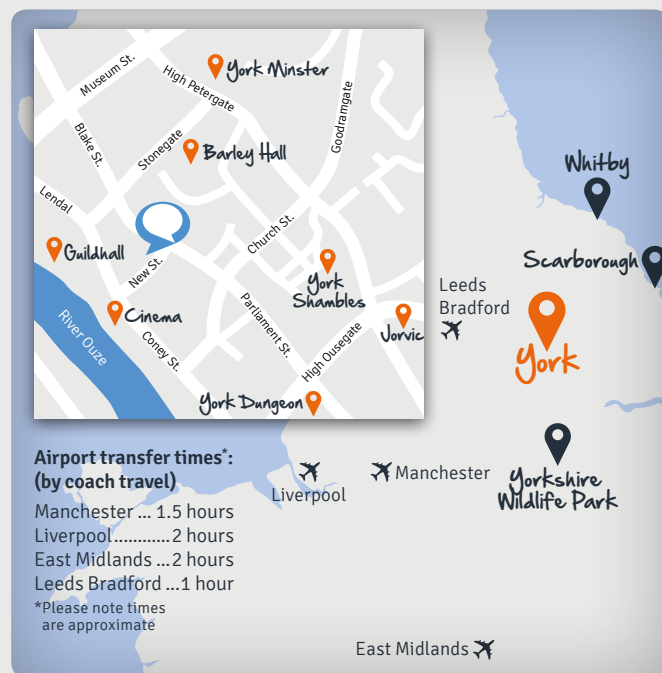 Museum St.
High Petergate
York Minster
Goodramgate
Blake St.
Stonegate
Barley Hall
Lendal
Church St.
Guildhall
New St.
York
Shambles
Cinema
River Ouze
Coney St.
Parliament St.
High Ousegate
Jorvic
York Dungeon
Whitby
Scarborough
Leeds
Bradford
York
Yorkshire
Wildlife Park
Liverpool
Manchester
East Midlands
Airport transfer times*:
(by coach travel)
Manchester ... 1.5 hours
Liverpool............2 hours
East Midlands ...2 hours
Leeds Bradford ...1 hour
*Please note times
are approximate